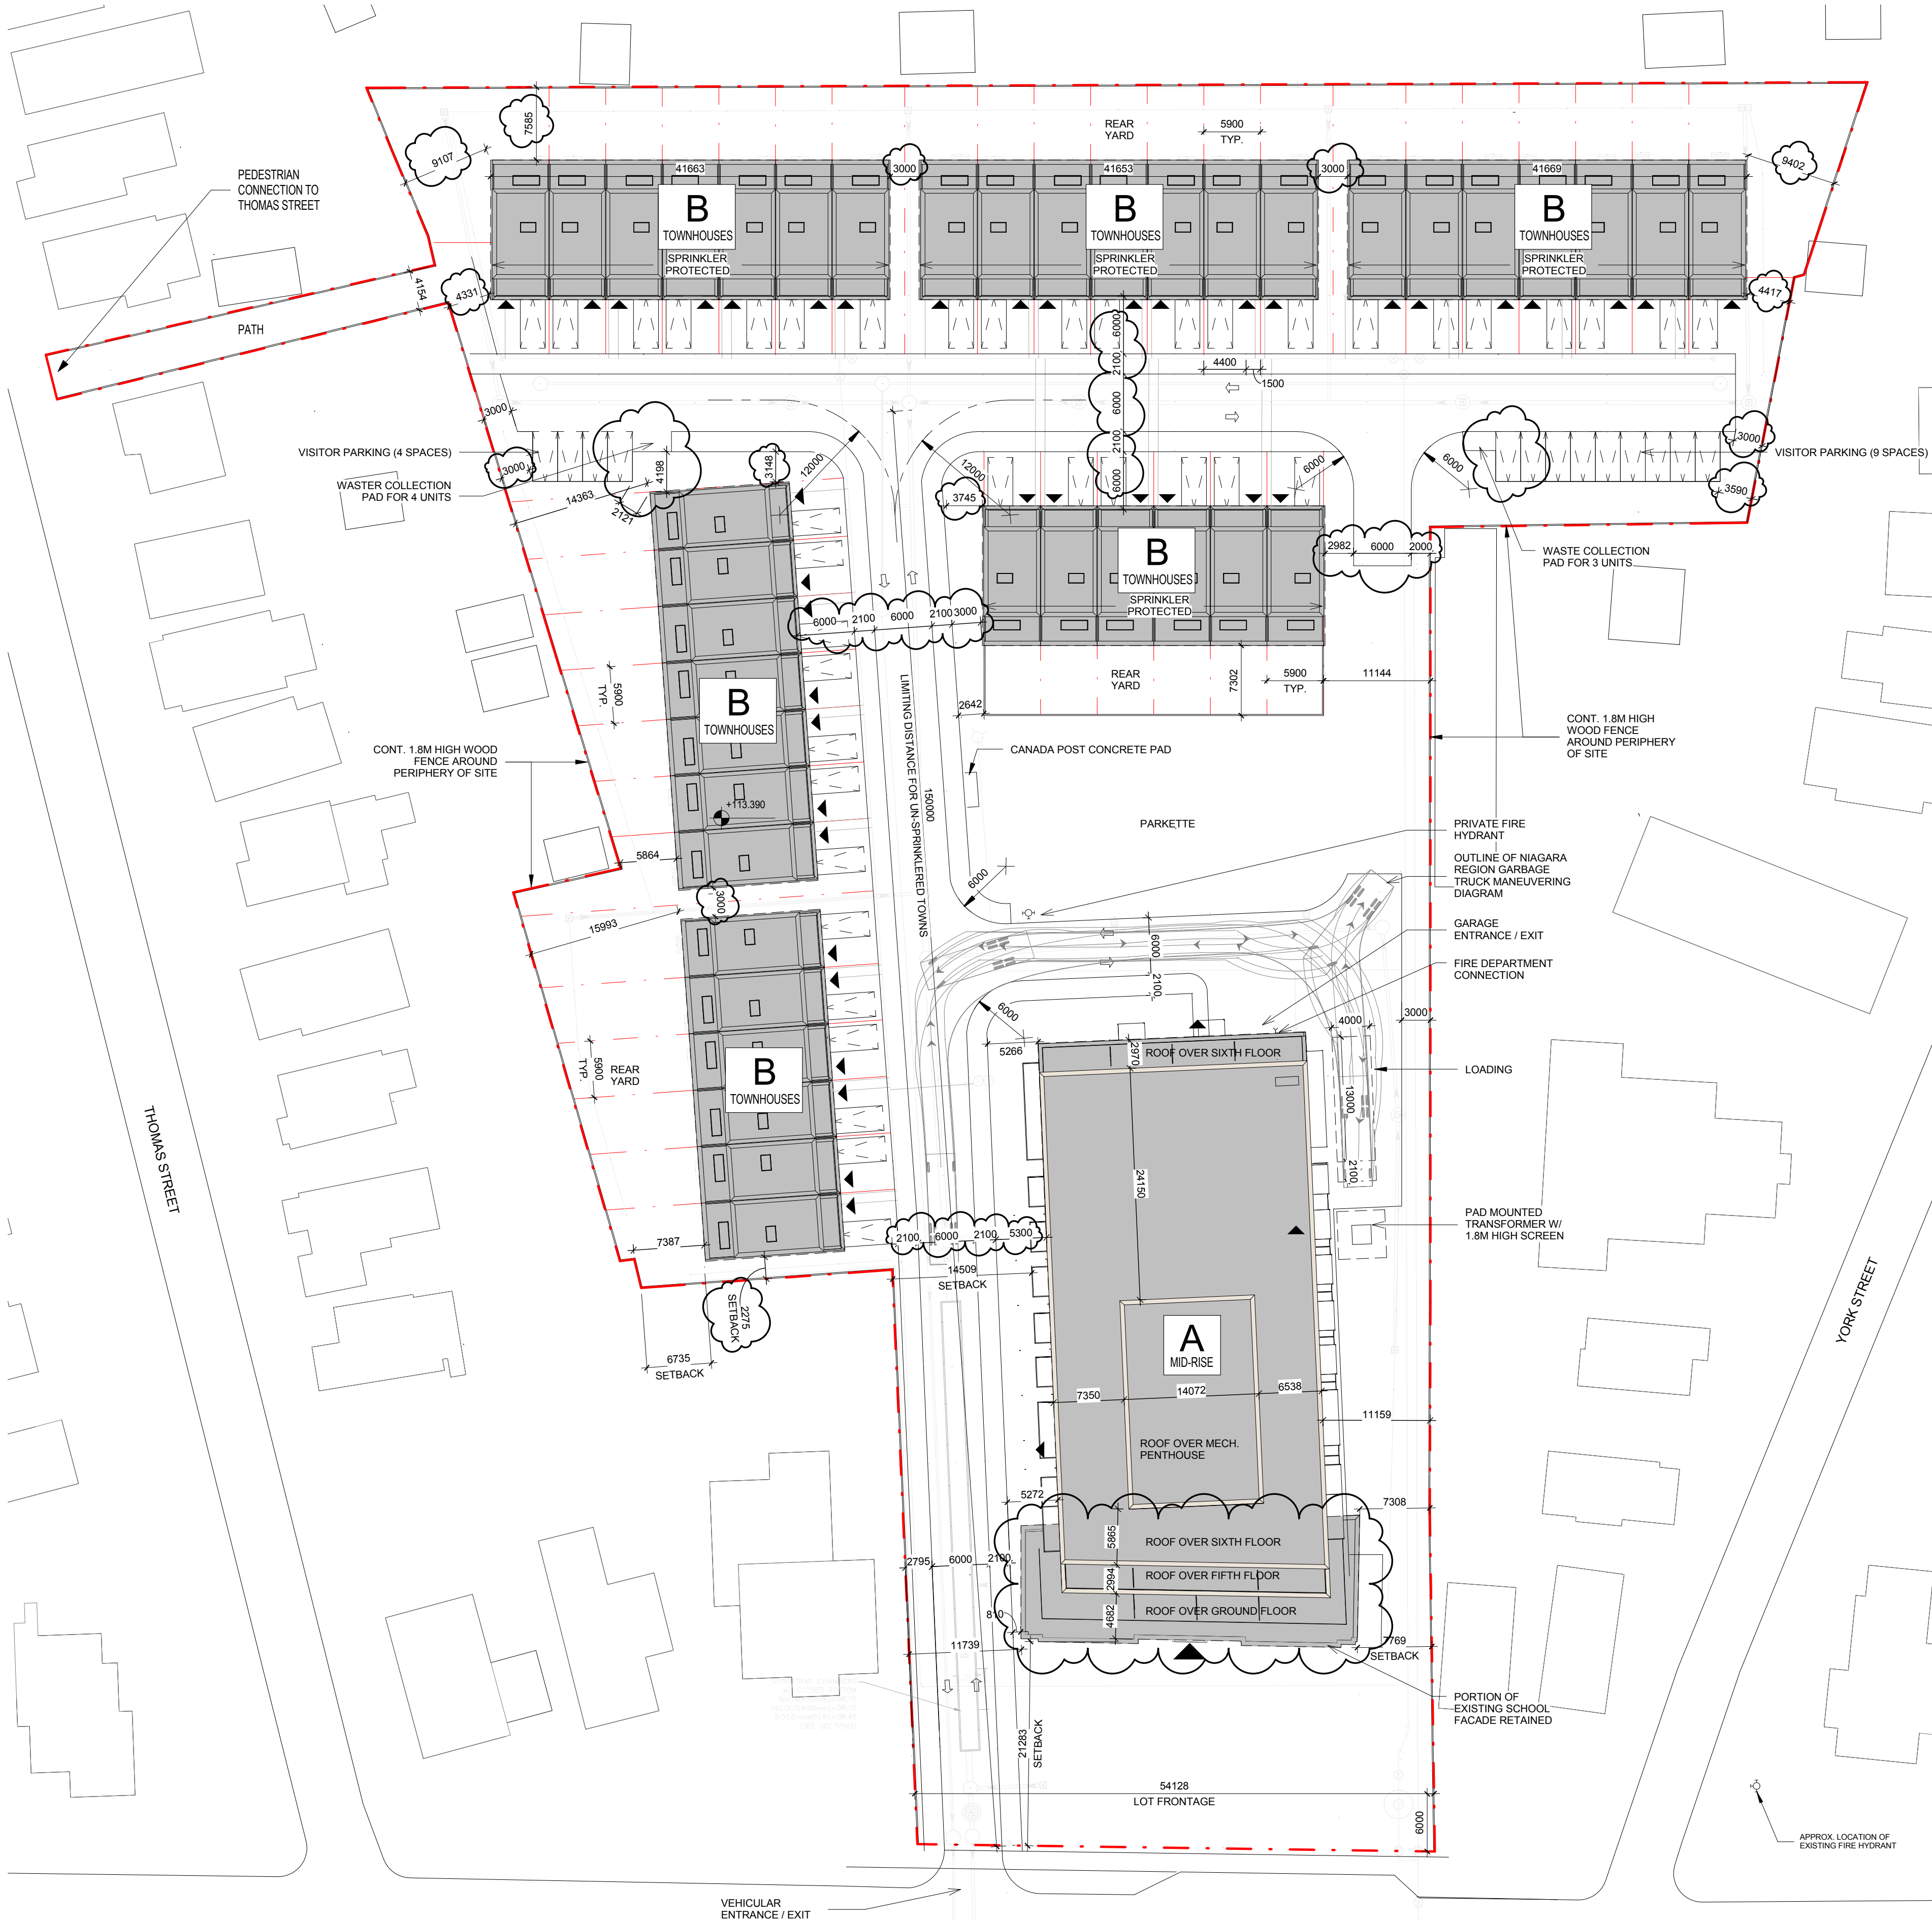 7585
9107
REAR
YARD
5900
TYP.
9402
PEDESTRIAN
CONNECTION TO
THOMAS STREET
41663
3000
41653
3000
41669
B
TOWNHOUSES
SPRINKLER
PROTECTED
B
TOWNHOUSES
SPRINKLER
PROTECTED
B
TOWNHOUSES
SPRINKLER
PROTECTED
4154
4331
4417
PATH
6000
2100
4400
1500
6000
2100
6000
3000
VISITOR PARKING (4 SPACES)
3000
WASTER COLLECTION
PAD FOR 4 UNITS
4198
3148
14363
2121
12000
12000
6000
6000
3000
VISITOR PARKING (9 SPACES)
3590
3745
B
TOWNHOUSES
SPRINKLER
PROTECTED
2982
6000
2000
WASTE COLLECTION
PAD FOR 3 UNITS
6000
2100
6000
2100
3000
REAR
YARD
7302
5900
TYP.
11144
5900
TYP.
B
TOWNHOUSES
2642
CONT. 1.8M HIGH
WOOD FENCE
AROUND PERIPHERY
OF SITE
CONT. 1.8M HIGH WOOD
FENCE AROUND
PERIPHERY OF SITE
CANADA POST CONCRETE PAD
LIMITING DISTANCE FOR UN-SPRINKLERED TOWNS
150000
+113.390
PARKETTE
PRIVATE FIRE
HYDRANT
5864
6000
OUTLINE OF NIAGARA
REGION GARBAGE
TRUCK MANEUVERING
DIAGRAM
3000
15993
GARAGE
ENTRANCE / EXIT
6000
2100
FIRE DEPARTMENT
CONNECTION
6000
4000
3000
5266
2970
ROOF OVER SIXTH FLOOR
LOADING
5900
TYP.
REAR
YARD
B
TOWNHOUSES
13000
THOMAS STREET
24150
2100
PAD MOUNTED
TRANSFORMER W/
1.8M HIGH SCREEN
7387
2100
6000
2100
5300
14509
SETBACK
2275
SETBACK
YORK STREET
A
MID-RISE
6735
SETBACK
7350
14072
6538
11159
ROOF OVER MECH.
PENTHOUSE
5272
7308
5865
ROOF OVER SIXTH FLOOR
2795
6000
2100
2994
ROOF OVER FIFTH FLOOR
4682
ROOF OVER GROUND FLOOR
810
11739
7769
SETBACK
PORTION OF
EXISTING SCHOOL
FACADE RETAINED
21283
SETBACK
54128
LOT FRONTAGE
6000
APPROX. LOCATION OF
EXISTING FIRE HYDRANT
VEHICULAR
ENTRANCE / EXIT